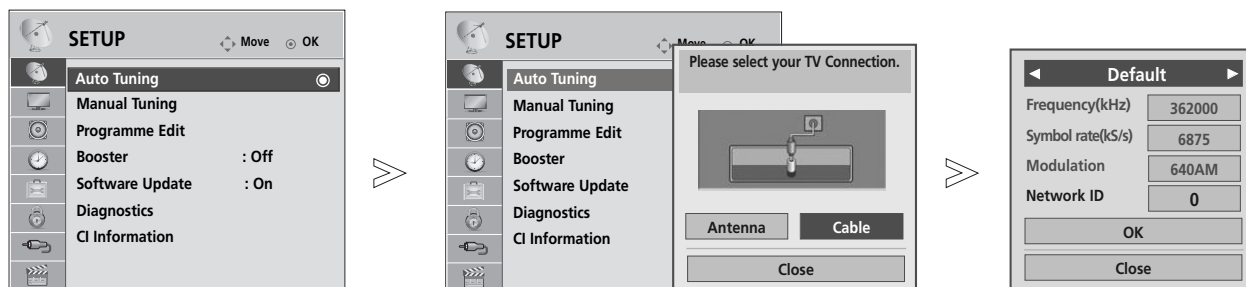 SETUP Move OK
Auto Tuning
Manual Tuning
Programme Edit
Booster : Off
Software Update : On
Diagnostics
CI Information
SETUP Move OK
Auto Tuning
Manual Tuning
Programme Edit
Booster
Software Update
Diagnostics
CI Information
Please select your TV Connection.
Antenna Cable
Close
Default
Frequency(kHz) 362000
Symbol rate(kS/s) 6875
Modulation 640AM
Network ID 0
OK
Close